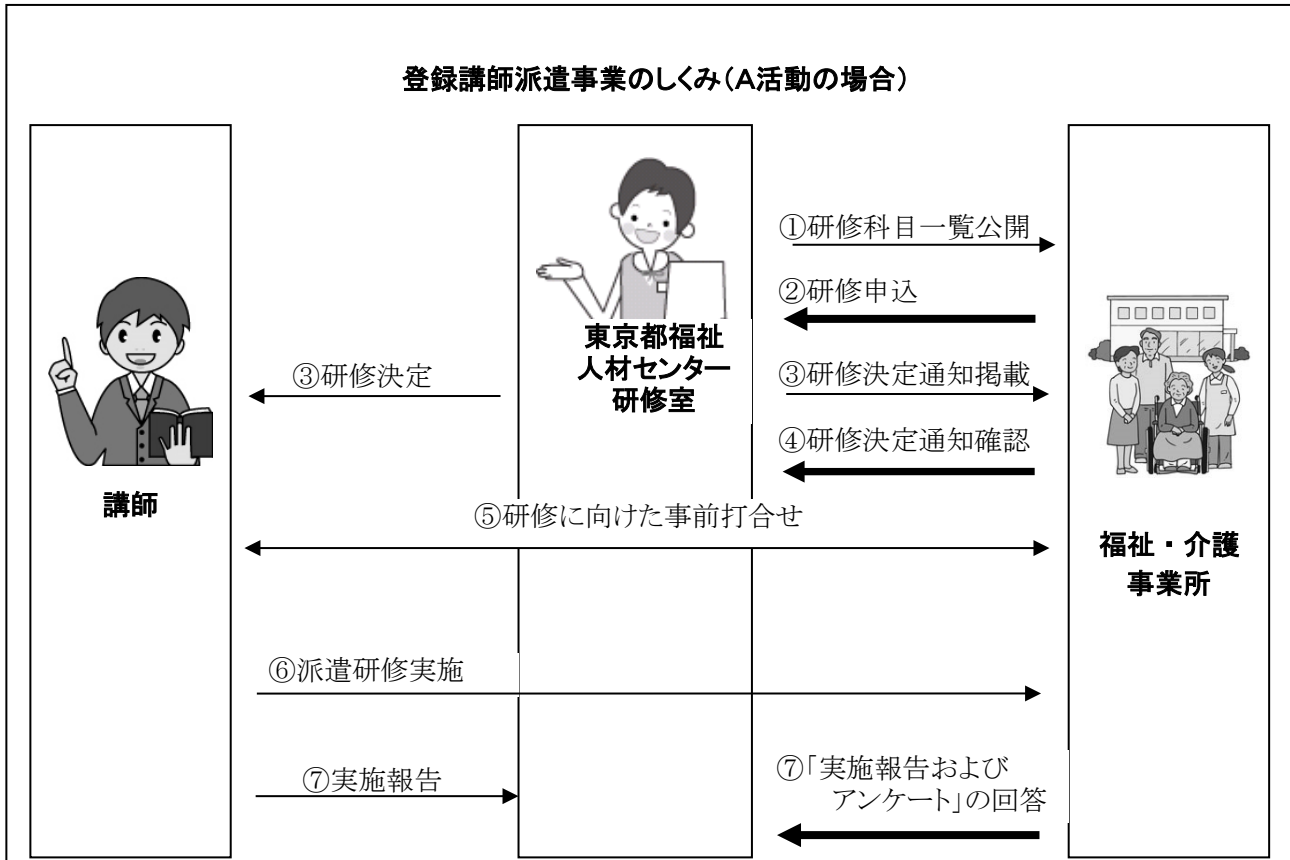 登録講師派遣事業のしくみ(A活動の場合)
①研修科目一覧公開
②研修申込
東京都福祉
人材センター
研修室
③研修決定
③研修決定通知掲載
④研修決定通知確認
講師
⑤研修に向けた事前打合せ
福祉・介護
事業所
⑥派遣研修実施
⑦実施報告
⑦「実施報告および
アンケート」の回答